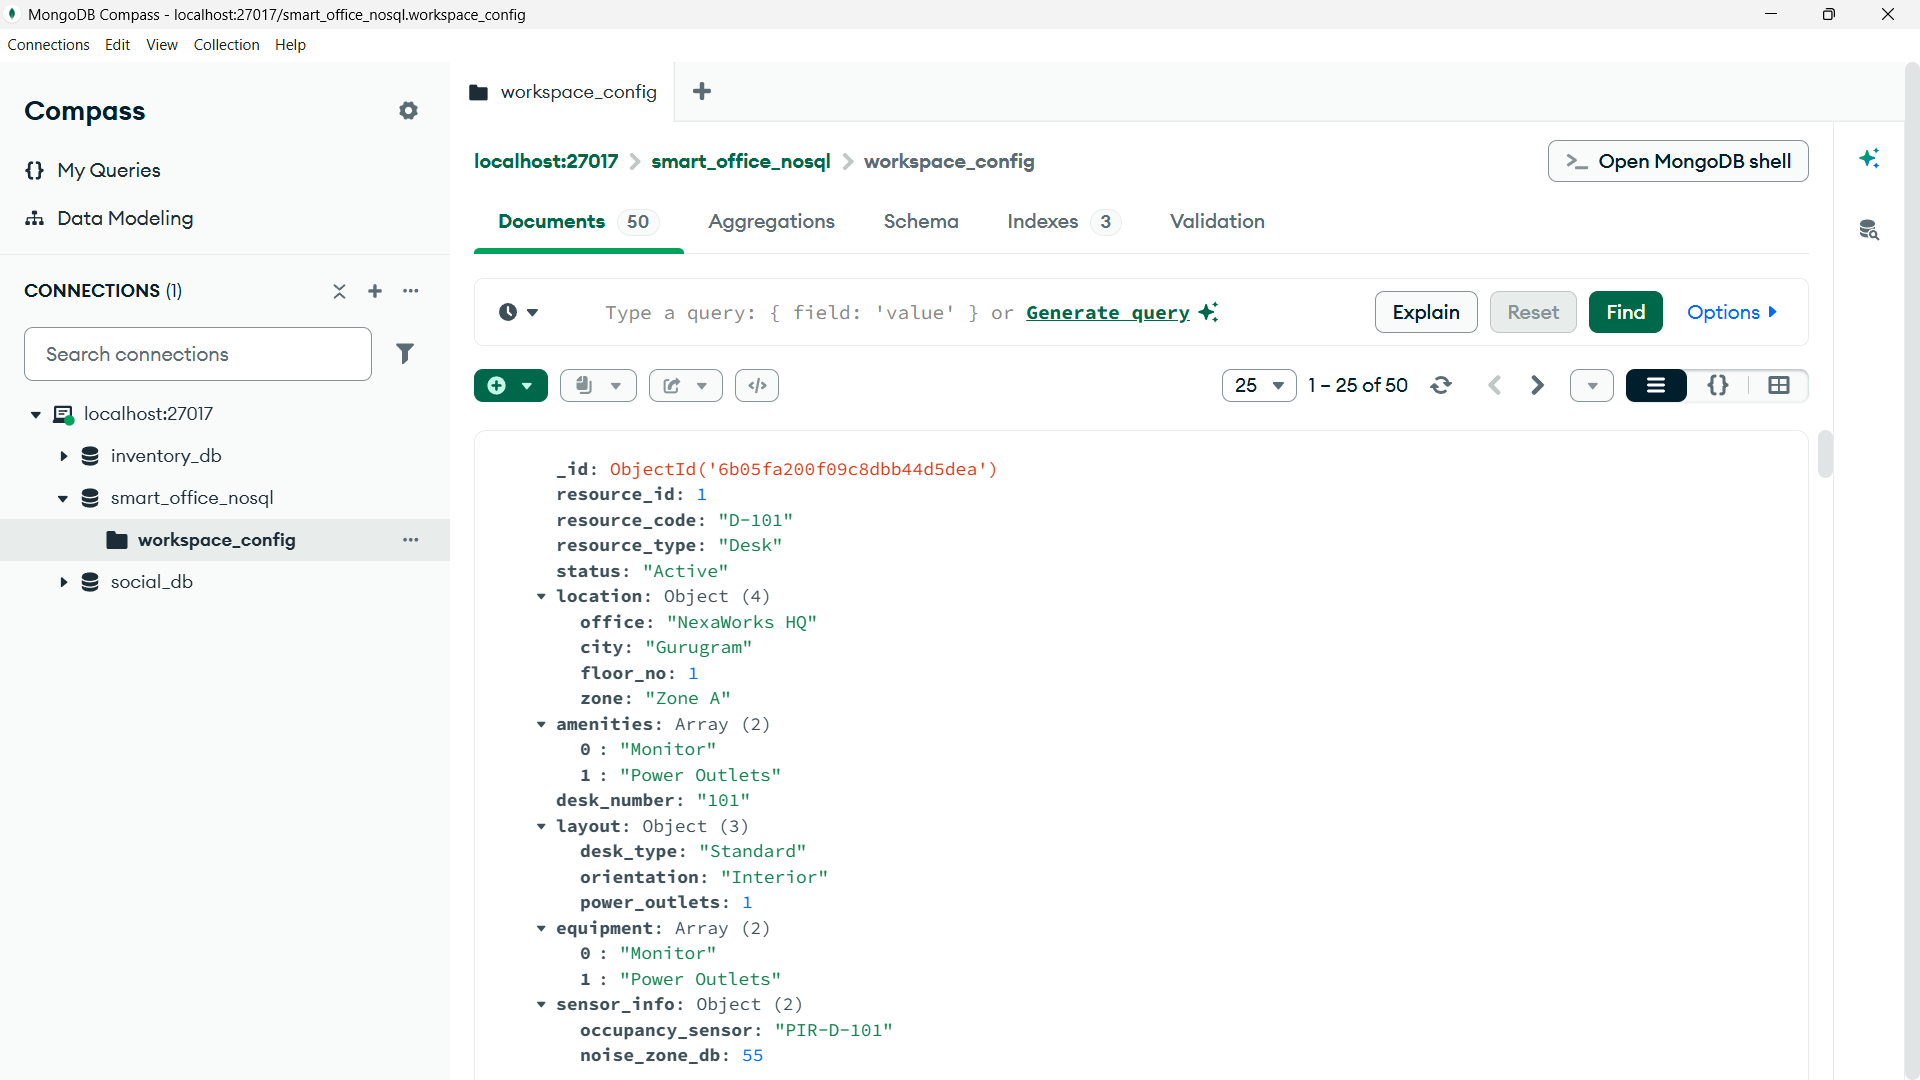 MongoDB Compass - localhost:27017/smart_office_nosql.workspace_config
Connections Edit View Collection Help
Compass
My Queries
Data Modeling
CONNECTIONS (1)
Search connections
localhost:27017
inventory_db
smart_office_nosql
workspace_config
social_db
workspace_config
localhost:27017 > smart_office_nosql > workspace_config
>_ Open MongoDB shell
Documents 50 Aggregations Schema Indexes 3 Validation
Type a query: { field: 'value' } or Generate query
Explain Reset Find Options
25 1 – 25 of 50
_id: ObjectId('6b05fa200f09c8dbb44d5dea')
resource_id: 1
resource_code: "D-101"
resource_type: "Desk"
status: "Active"
location: Object (4)
office: "NexaWorks HQ"
city: "Gurugram"
floor_no: 1
zone: "Zone A"
amenities: Array (2)
0 : "Monitor"
1 : "Power Outlets"
desk_number: "101"
layout: Object (3)
desk_type: "Standard"
orientation: "Interior"
power_outlets: 1
equipment: Array (2)
0 : "Monitor"
1 : "Power Outlets"
sensor_info: Object (2)
occupancy_sensor: "PIR-D-101"
noise_zone_db: 55